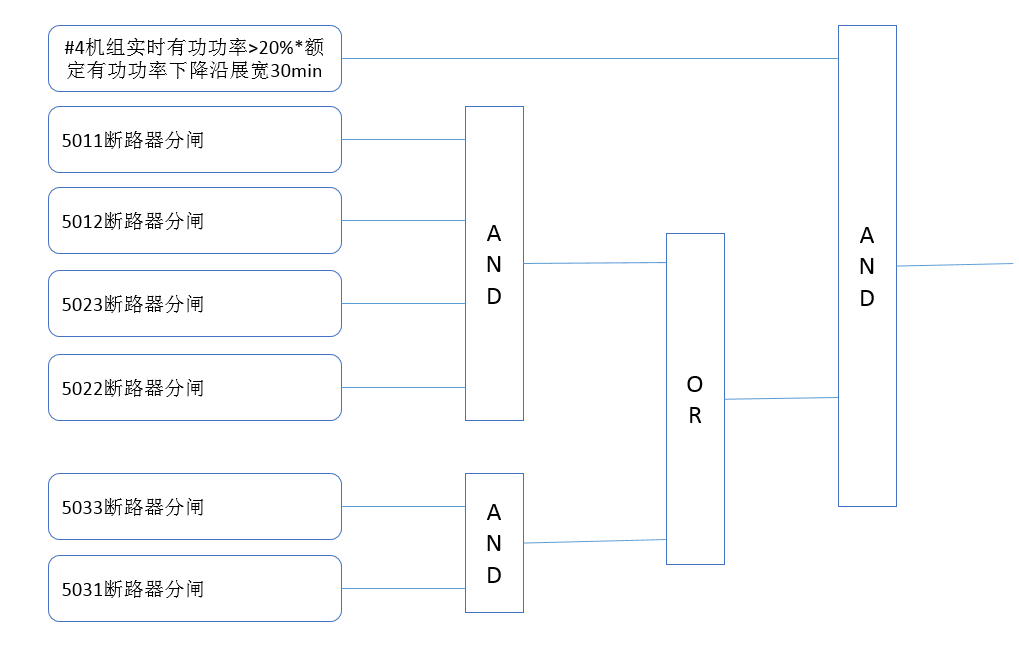 #4机组实时有功功率>20%*额
定有功功率下降沿展宽30min
5011断路器分闸
5012断路器分闸
5023断路器分闸
5022断路器分闸
AND
OR
AND
5033断路器分闸
5031断路器分闸
AND